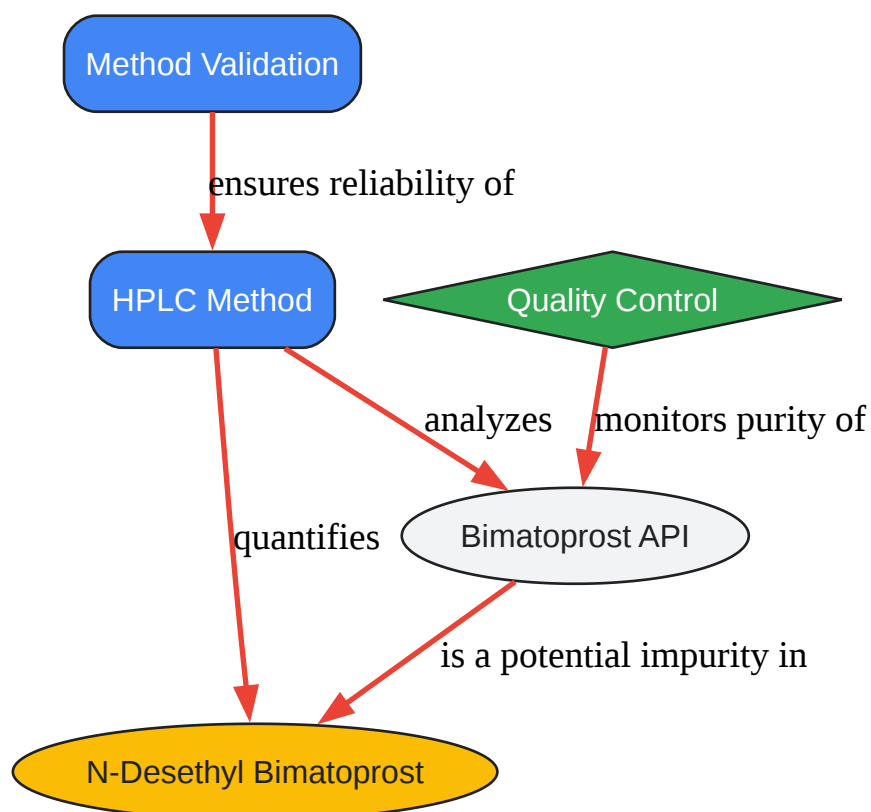 Method Validation
ensures reliability of
HPLC Method
Quality Control
analyzes
monitors purity of
quantifies
Bimatoprost API
is a potential impurity in
N-Desethyl Bimatoprost